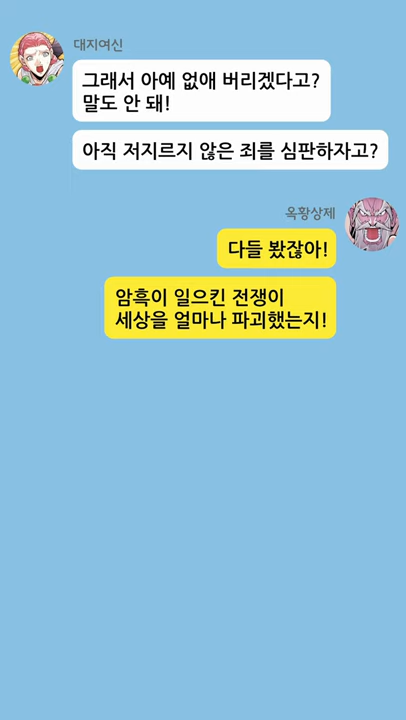 대지여신
그래서 아예 없애 버리겠다고?
말도 안 돼!
아직 저지르지 않은 죄를 심판하자고?
옥황상제
다들 봤잖아!
암흑이 일으킨 전쟁이
세상을 얼마나 파괴했는지!